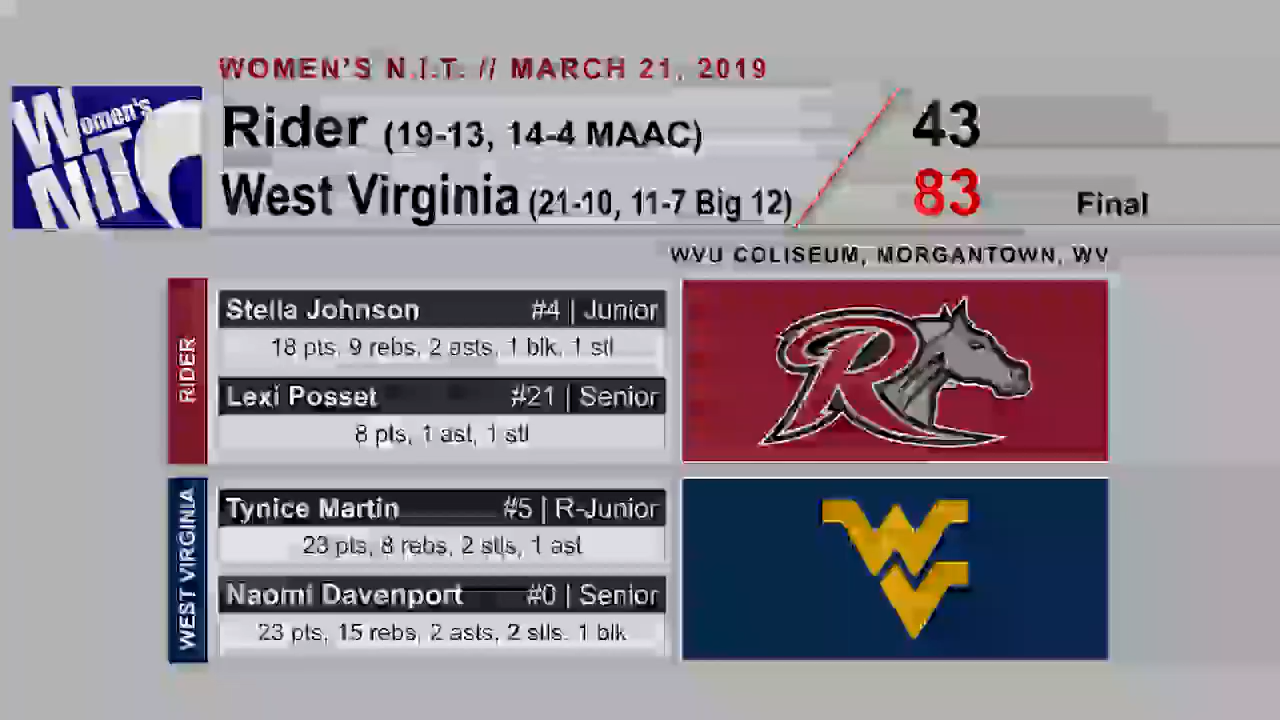 WOMEN'S N.I.T. // MARCH 21, 2019
Women's
NIT
Rider (19-13, 14-4 MAAC) 43
West Virginia (21-10, 11-7 Big 12) 83 Final
WVU COLISEUM, MORGANTOWN, WV
RIDER
Stella Johnson #4 | Junior
18 pts, 9 rebs, 2 asts, 1 blk, 1 stl
Lexi Posset #21 | Senior
8 pts, 1 ast, 1 stl
R
WEST VIRGINIA
Tynice Martin #5 | R-Junior
23 pts, 8 rebs, 2 stls, 1 ast
Naomi Davenport #0 | Senior
23 pts, 15 rebs, 2 asts, 2 stls, 1 blk
WV